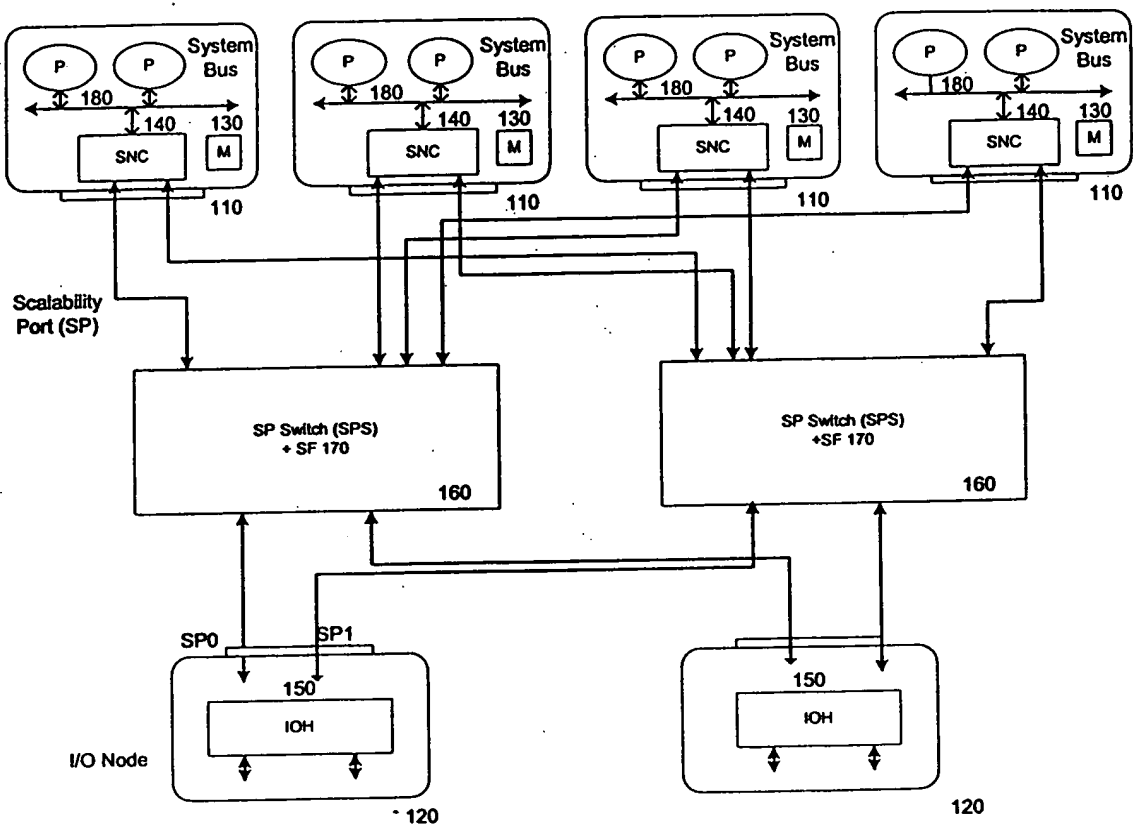 P
P
System
Bus
180
140
130
SNC
M
110
P
P
System
Bus
180
140
130
SNC
M
110
P
P
System
Bus
180
140
130
SNC
M
110
P
P
System
Bus
180
140
130
SNC
M
110
Scalability
Port (SP)
SP Switch (SPS)
+ SF 170
160
SP Switch (SPS)
+SF 170
160
SP0
SP1
150
IOH
I/O Node
120
150
IOH
120